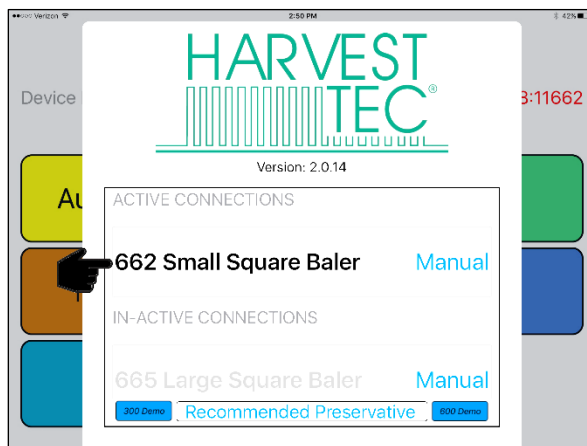 ●●○○○ Verizon 2:50 PM 42%
HARVEST
TEC®
Device
3:11662
Version: 2.0.14
Au
ACTIVE CONNECTIONS
662 Small Square Baler Manual
IN-ACTIVE CONNECTIONS
665 Large Square Baler Manual
300 Demo Recommended Preservative 600 Demo